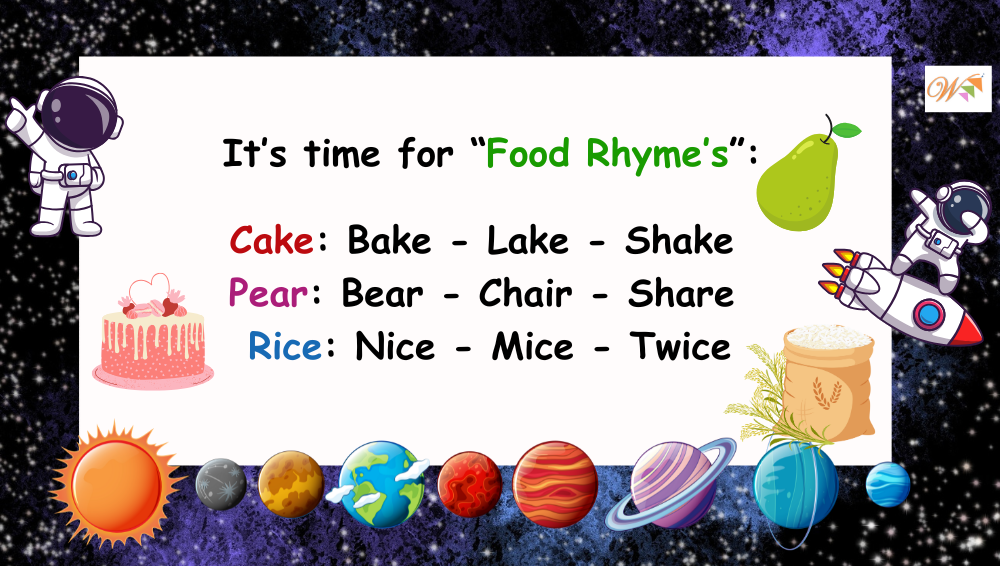 It's time for “Food Rhyme's”:
Cake: Bake - Lake - Shake
Pear: Bear - Chair - Share
Rice: Nice - Mice - Twice
W